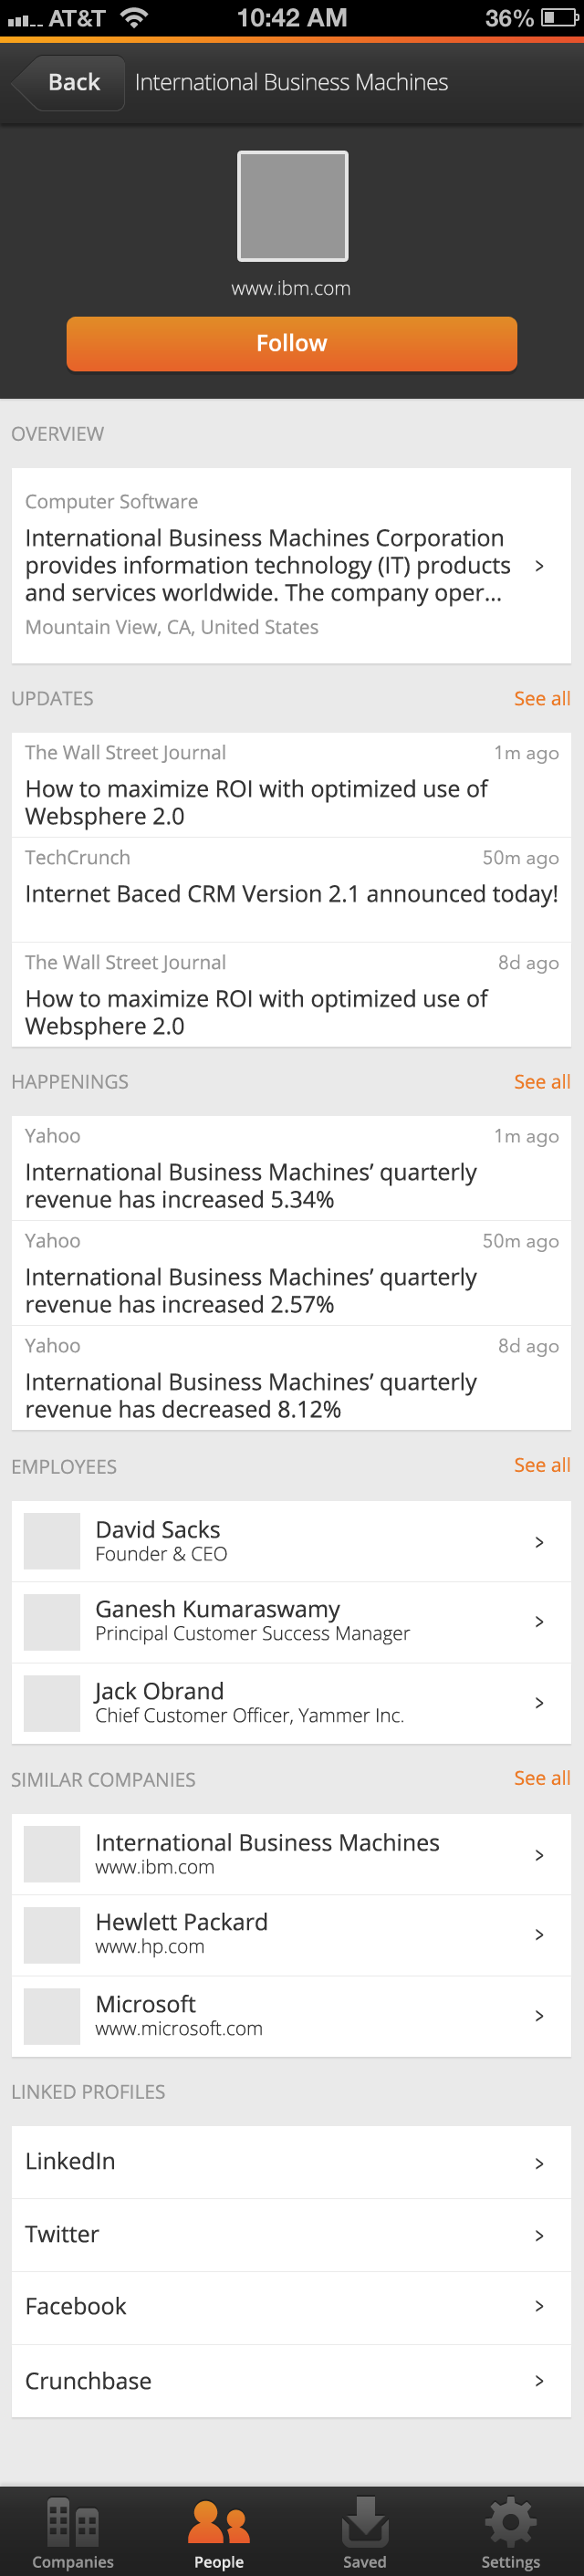 AT&T 10:42 AM 36%
Back International Business Machines
www.ibm.com
Follow
OVERVIEW
Computer Software
International Business Machines Corporation
provides information technology (IT) products
and services worldwide. The company oper...
Mountain View, CA, United States
UPDATES See all
The Wall Street Journal 1m ago
How to maximize ROI with optimized use of
Websphere 2.0
TechCrunch 50m ago
Internet Baced CRM Version 2.1 announced today!
The Wall Street Journal 8d ago
How to maximize ROI with optimized use of
Websphere 2.0
HAPPENINGS See all
Yahoo 1m ago
International Business Machines’ quarterly
revenue has increased 5.34%
Yahoo 50m ago
International Business Machines’ quarterly
revenue has increased 2.57%
Yahoo 8d ago
International Business Machines’ quarterly
revenue has decreased 8.12%
EMPLOYEES See all
David Sacks
Founder & CEO
Ganesh Kumaraswamy
Principal Customer Success Manager
Jack Obrand
Chief Customer Officer, Yammer Inc.
SIMILAR COMPANIES See all
International Business Machines
www.ibm.com
Hewlett Packard
www.hp.com
Microsoft
www.microsoft.com
LINKED PROFILES
LinkedIn
Twitter
Facebook
Crunchbase
Companies People Saved Settings